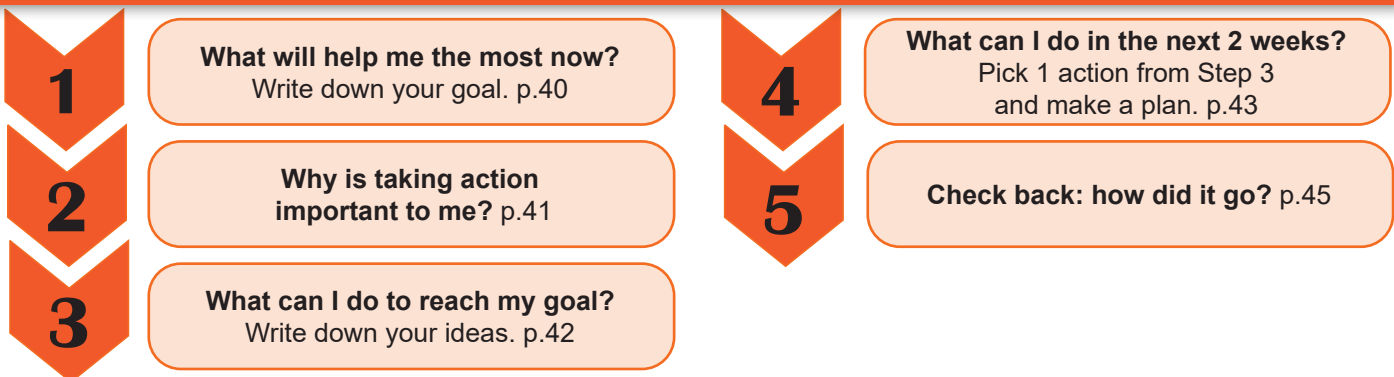 1
What will help me the most now?
Write down your goal. p.40
2
Why is taking action
important to me? p.41
3
What can I do to reach my goal?
Write down your ideas. p.42
4
What can I do in the next 2 weeks?
Pick 1 action from Step 3
and make a plan. p.43
5
Check back: how did it go? p.45